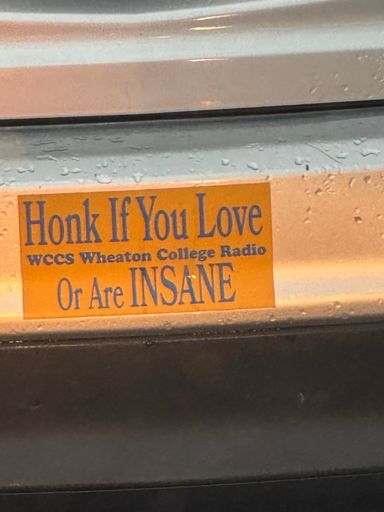 Honk If You Love
WCCS Wheaton College Radio
Or Are INSANE